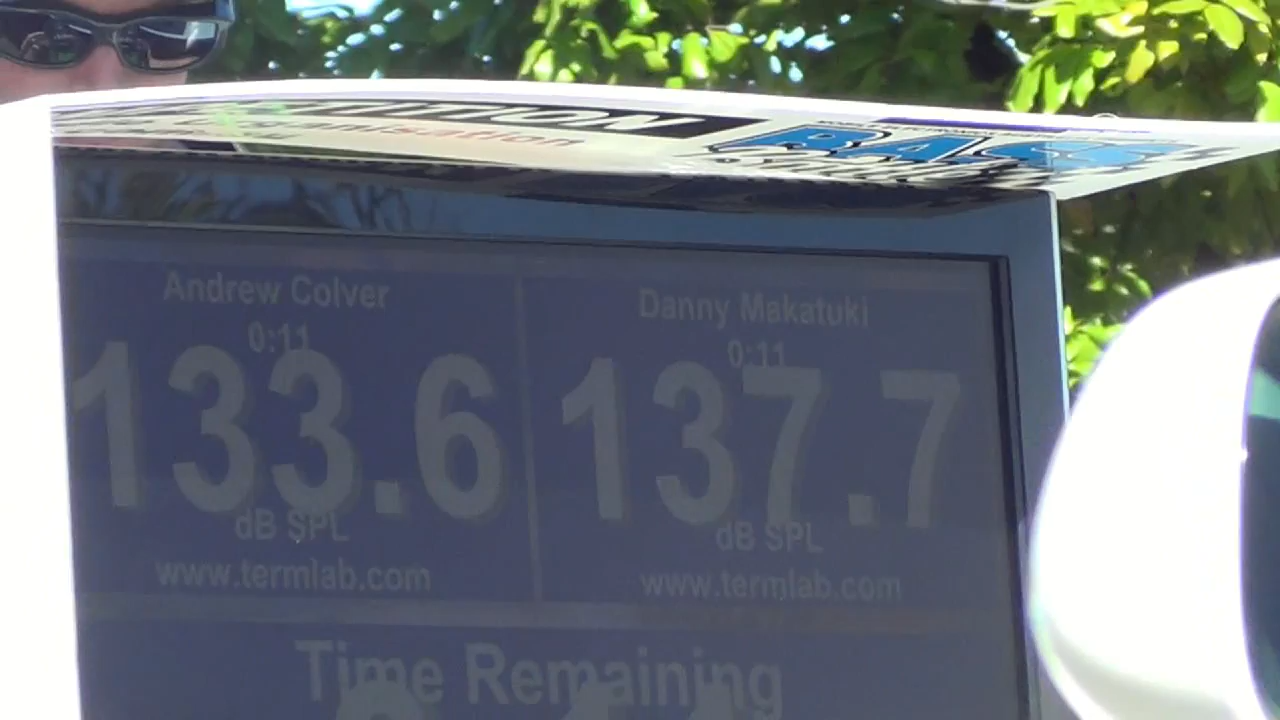 BASS
Andrew Colver
0:11
133.6
dB SPL
www.termlab.com
Danny Makatuki
0:11
137.7
dB SPL
www.termlab.com
Time Remaining